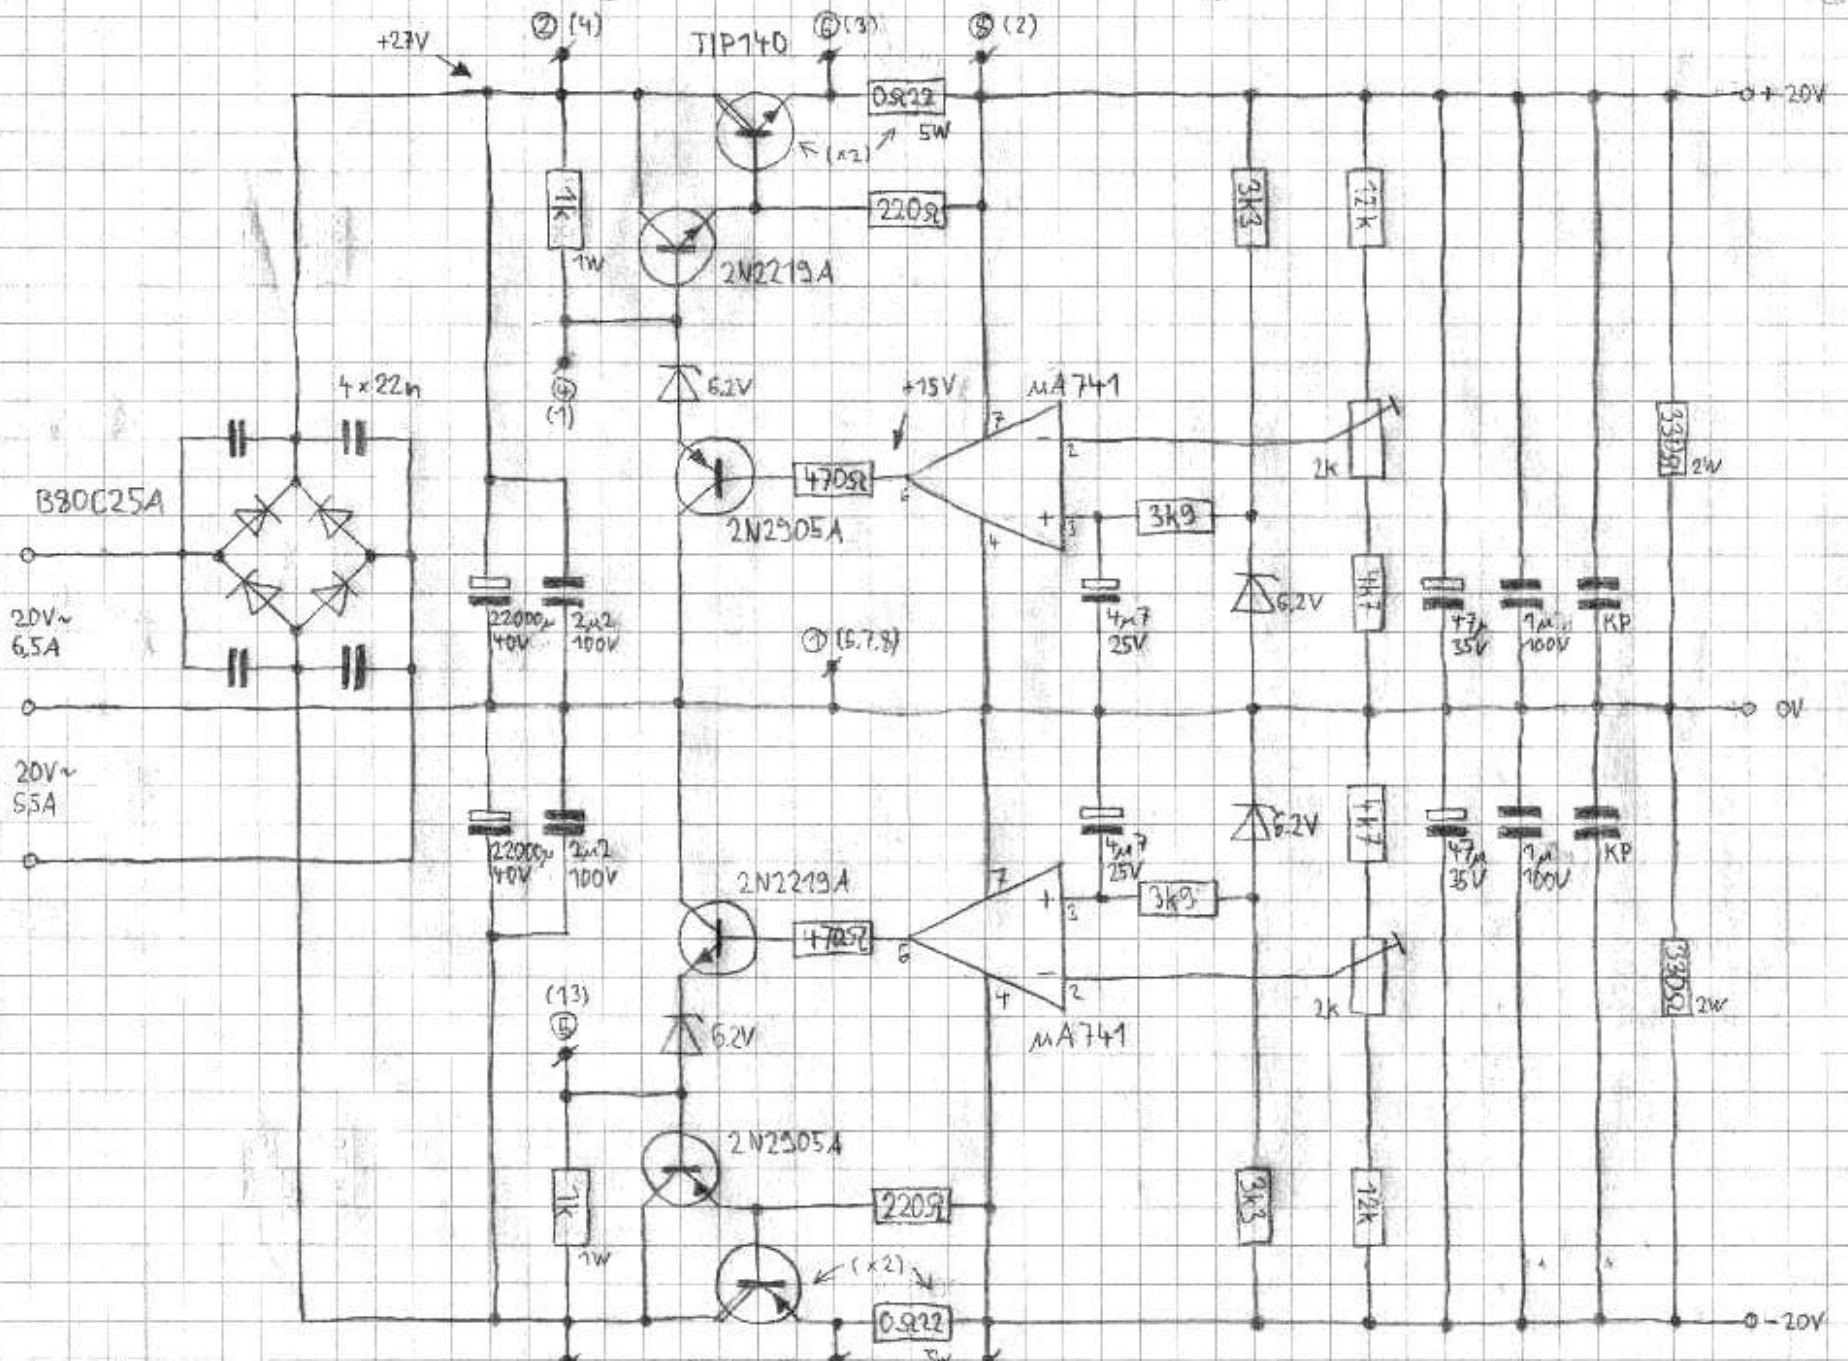 ② (4)
⑥ (3)
⑧ (2)
+27V
TIP140
0Ω22
5W
(x2)
+20V
1k
1W
220Ω
3k3
12k
2N2219A
4 x 22n
④
(1)
6,2V
+15V
μA741
7
2
2k
330Ω
2W
B80C25A
470Ω
6
2N2905A
4
3
3k9
4k7
20V~
6,5A
22000μ
40V
2μ2
100V
① (6,7,8)
4μ7
25V
6,2V
47μ
35V
1μ
100V
KP
0V
20V~
22000μ
40V
2μ2
100V
4μ7
25V
6.2V
4k7
47μ
35V
1μ
100V
KP
2N2219A
7
3
3k9
470Ω
6
4
2
2k
330Ω
2W
(13)
⑤
6.2V
μA741
2N2905A
1k
1W
220Ω
3k3
12k
(x2)
0Ω22
-20V